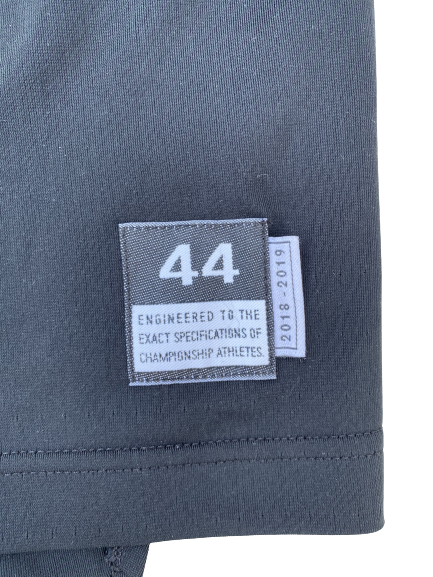 44
ENGINEERED TO THE
EXACT SPECIFICATIONS OF
CHAMPIONSHIP ATHLETES.
2018-2019